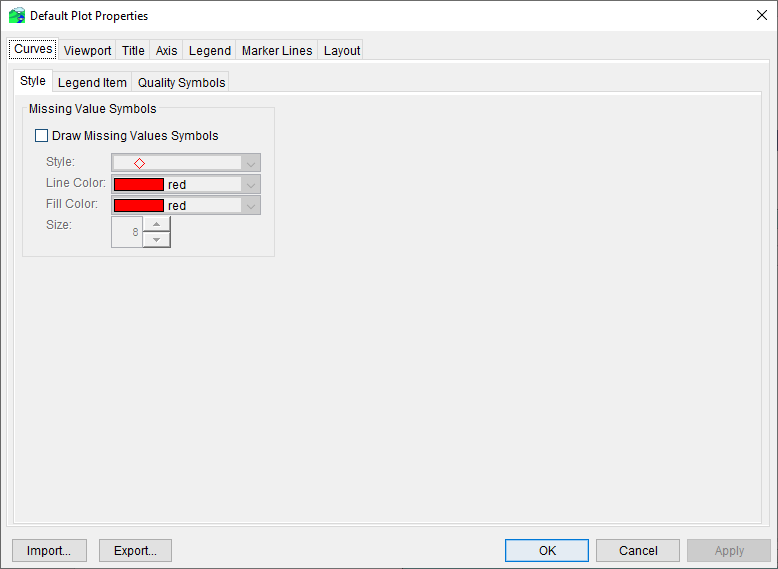 Default Plot Properties
Curves Viewport Title Axis Legend Marker Lines Layout
Style Legend Item Quality Symbols
Missing Value Symbols
Draw Missing Values Symbols
Style:
Line Color: red
Fill Color: red
Size: 8
Import... Export... OK Cancel Apply